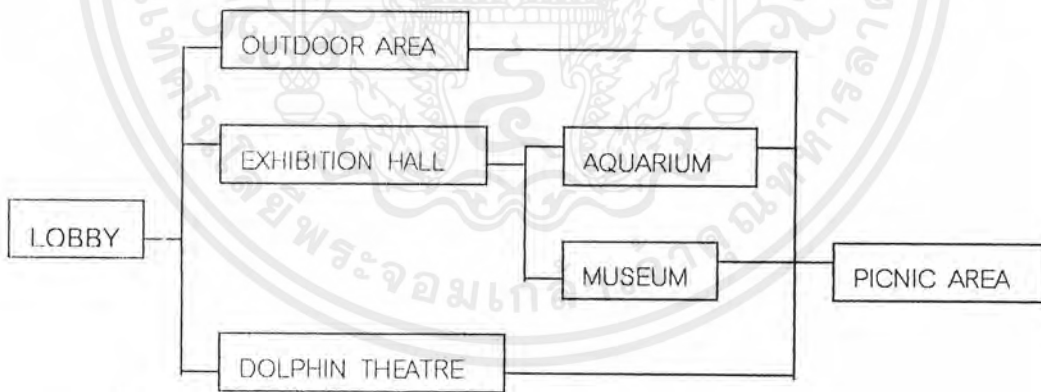 OUTDOOR AREA
EXHIBITION HALL
AQUARIUM
LOBBY
MUSEUM
PICNIC AREA
DOLPHIN THEATRE